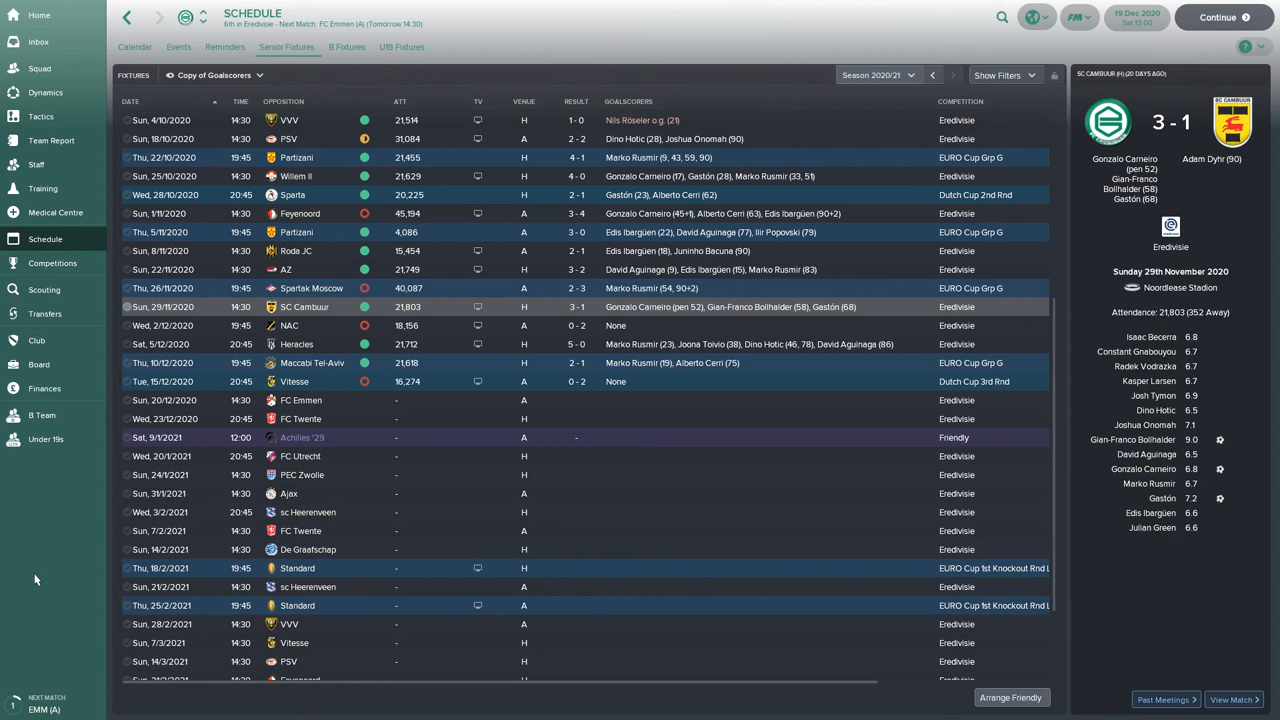 Home
Inbox
Squad
Dynamics
Tactics
Team Report
Staff
Training
Medical Centre
Schedule
Competitions
Scouting
Transfers
Club
Board
Finances
B Team
Under 19s
1
NEXT MATCH
EMM (A)
SCHEDULE
6th in Eredivisie - Next Match: FC Emmen (A) (Tomorrow 14:30)
FM
19 Dec 2020
Sat 13:00
Continue
Calendar Events Reminders Senior Fixtures B Fixtures U19 Fixtures
?
FIXTURES Copy of Goalscorers Season 2020/21 Show Filters
DATE TIME OPPOSITION ATT TV VENUE RESULT GOALSCORERS COMPETITION
Sun, 4/10/2020 14:30 VVV 21,514 H 1 - 0 Nils Röseler o.g. (21) Eredivisie
Sun, 18/10/2020 14:30 PSV 31,084 A 2 - 2 Dino Hotic (28), Joshua Onomah (90) Eredivisie
Thu, 22/10/2020 19:45 Partizani 21,455 H 4 - 1 Marko Rusmir (9, 43, 59, 90) EURO Cup Grp G
Sun, 25/10/2020 14:30 Willem II 21,629 H 4 - 0 Gonzalo Carneiro (17), Gastón (28), Marko Rusmir (33, 51) Eredivisie
Wed, 28/10/2020 20:45 Sparta 20,225 H 2 - 1 Gastón (23), Alberto Cerri (62) Dutch Cup 2nd Rnd
Sun, 1/11/2020 14:30 Feyenoord 45,194 A 3 - 4 Gonzalo Carneiro (45+1), Alberto Cerri (63), Edis Ibargüen (90+2) Eredivisie
Thu, 5/11/2020 19:45 Partizani 4,086 A 3 - 0 Edis Ibargüen (22), David Aguinaga (77), Ilir Popovski (79) EURO Cup Grp G
Sun, 8/11/2020 14:30 Roda JC 15,454 A 2 - 1 Edis Ibargüen (18), Juninho Bacuna (90) Eredivisie
Sun, 22/11/2020 14:30 AZ 21,749 H 3 - 2 David Aguinaga (9), Edis Ibargüen (15), Marko Rusmir (83) Eredivisie
Thu, 26/11/2020 19:45 Spartak Moscow 40,087 A 2 - 3 Marko Rusmir (54, 90+2) EURO Cup Grp G
Sun, 29/11/2020 14:30 SC Cambuur 21,803 H 3 - 1 Gonzalo Carneiro (pen 52), Gian-Franco Bollhalder (58), Gastón (68) Eredivisie
Wed, 2/12/2020 19:45 NAC 18,156 A 0 - 2 None Eredivisie
Sat, 5/12/2020 20:45 Heracles 21,712 H 5 - 0 Marko Rusmir (23), Joona Toivio (38), Dino Hotic (46, 78), David Aguinaga (86) Eredivisie
Thu, 10/12/2020 19:45 Maccabi Tel-Aviv 21,618 H 2 - 1 Marko Rusmir (19), Alberto Cerri (75) EURO Cup Grp G
Tue, 15/12/2020 20:45 Vitesse 16,274 A 0 - 2 None Dutch Cup 3rd Rnd
Sun, 20/12/2020 14:30 FC Emmen - A Eredivisie
Wed, 23/12/2020 20:45 FC Twente - H Eredivisie
Sat, 9/1/2021 12:00 Achilles '29 - A - Friendly
Wed, 20/1/2021 20:45 FC Utrecht - H Eredivisie
Sun, 24/1/2021 14:30 PEC Zwolle - H Eredivisie
Sun, 31/1/2021 14:30 Ajax - A Eredivisie
Wed, 3/2/2021 20:45 sc Heerenveen - H Eredivisie
Sun, 7/2/2021 14:30 FC Twente - A Eredivisie
Sun, 14/2/2021 14:30 De Graafschap - H Eredivisie
Thu, 18/2/2021 19:45 Standard - H EURO Cup 1st Knockout Rnd L
Sun, 21/2/2021 14:30 sc Heerenveen - A Eredivisie
Thu, 25/2/2021 19:45 Standard - A EURO Cup 1st Knockout Rnd L
Sun, 28/2/2021 14:30 VVV - A Eredivisie
Sun, 7/3/2021 14:30 Vitesse - H Eredivisie
Sun, 14/3/2021 14:30 PSV - H Eredivisie
Arrange Friendly
SC CAMBUUR (H) (20 DAYS AGO)
SC CAMBUUR
3 - 1
Gonzalo Carneiro
(pen 52)
Gian-Franco
Bollhalder (58)
Gastón (68)
Adam Dyhr (90)
Eredivisie
Sunday 29th November 2020
Noordlease Stadion
Attendance: 21,803 (352 Away)
Isaac Becerra 6.8
Constant Gnabouyou 6.7
Radek Vodrazka 6.7
Kasper Larsen 6.7
Josh Tymon 6.9
Dino Hotic 6.5
Joshua Onomah 7.1
Gian-Franco Bollhalder 9.0
David Aguinaga 6.5
Gonzalo Carneiro 6.8
Marko Rusmir 6.7
Gastón 7.2
Edis Ibargüen 6.6
Julian Green 6.6
Past Meetings View Match